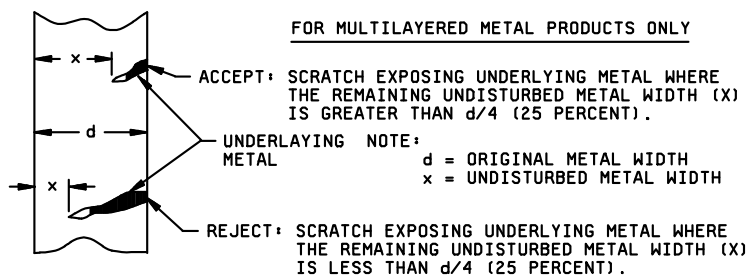 FOR MULTILAYERED METAL PRODUCTS ONLY
x
ACCEPT: SCRATCH EXPOSING UNDERLYING METAL WHERE
THE REMAINING UNDISTURBED METAL WIDTH (X)
IS GREATER THAN d/4 (25 PERCENT).
d
UNDERLAYING NOTE:
METAL
d = ORIGINAL METAL WIDTH
x = UNDISTURBED METAL WIDTH
x
REJECT: SCRATCH EXPOSING UNDERLYING METAL WHERE
THE REMAINING UNDISTURBED METAL WIDTH (X)
IS LESS THAN d/4 (25 PERCENT).